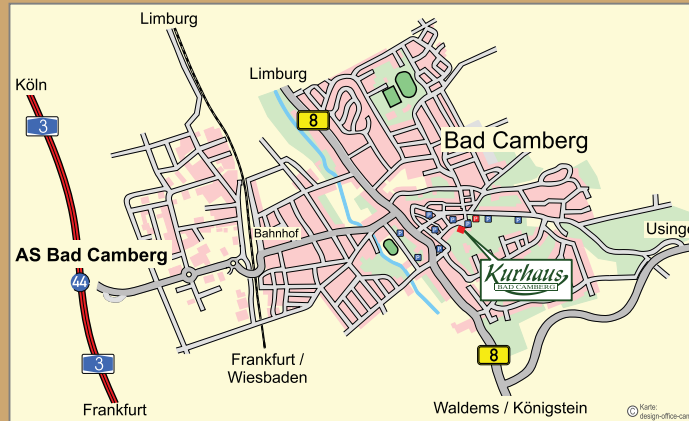 Limburg
Köln
Limburg
3
8
Bad Camberg
Bahnhof
Usinge
AS Bad Camberg
44
Kurhaus
BAD CAMBERG
3
8
Frankfurt /
Wiesbaden
Frankfurt
Waldems / Königstein
© Karte:
design-office-cam